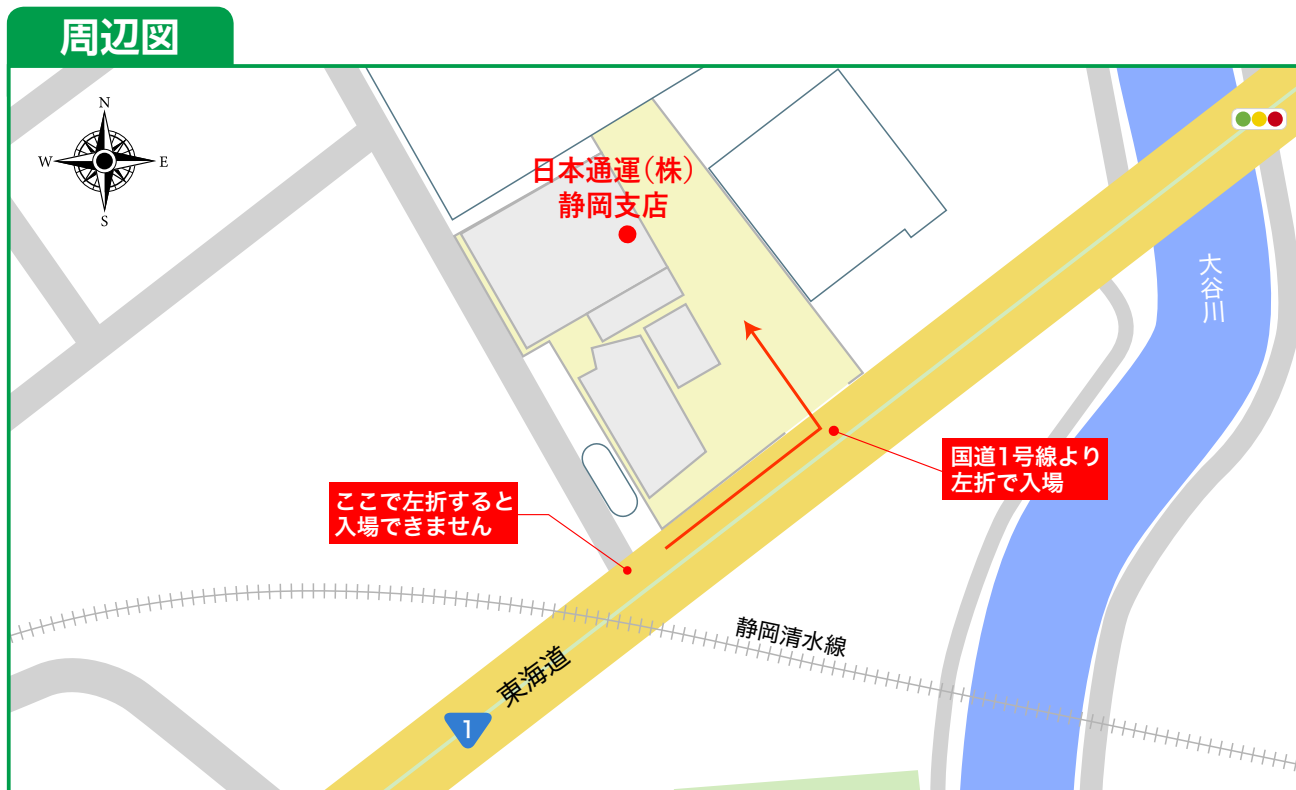 周辺図
N
W
E
S
日本通運(株)
静岡支店
大谷川
国道1号線より
左折で入場
ここで左折すると
入場できません
静岡清水線
東海道
1